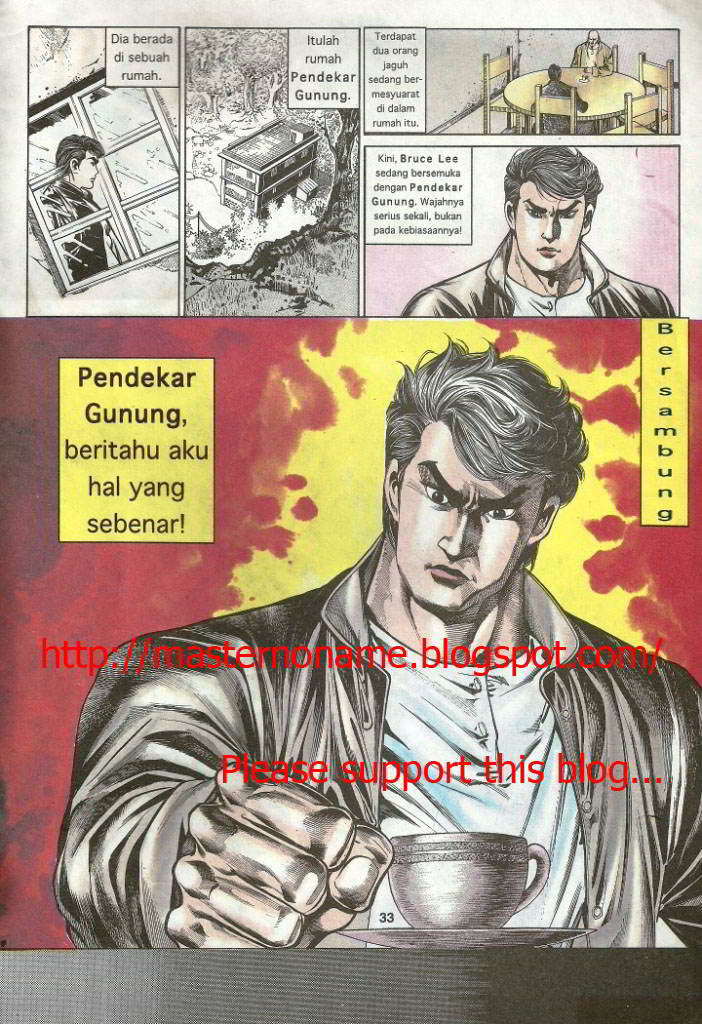 Dia berada
di sebuah
rumah.
Itulah
rumah
Pendekar
Gunung.
Terdapat
dua orang
jaguh
sedang ber-
mesyuarat
di dalam
rumah itu.
Kini, Bruce Lee
sedang bersemuka
dengan Pendekar
Gunung. Wajahnya
serius sekali, bukan
pada kebiasaannya!
Pendekar
Gunung,
beritahu aku
hal yang
sebenar!
Bersambung
http://masternoname.blogspot.com/
Please support this blog...
33